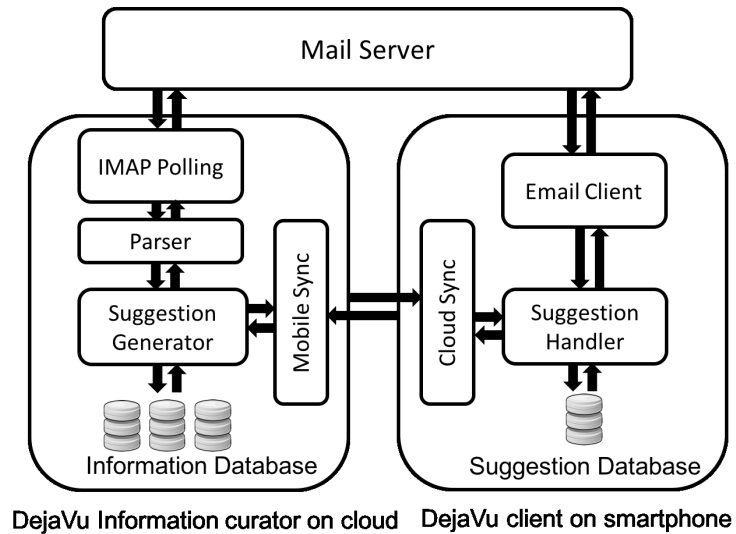 Mail Server
IMAP Polling
Parser
Suggestion
Generator
Mobile Sync
Information Database
Email Client
Cloud Sync
Suggestion
Handler
Suggestion Database
DejaVu Information curator on cloud
DejaVu client on smartphone